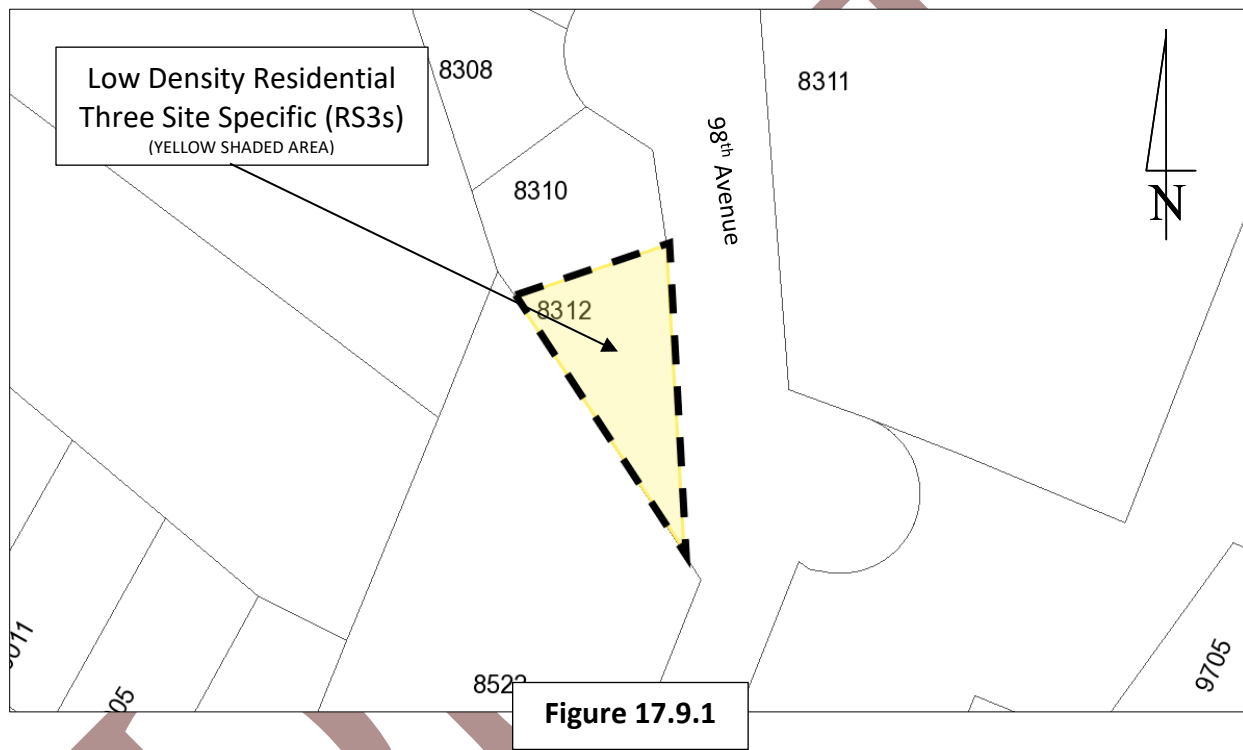 Low Density Residential
Three Site Specific (RS3s)
(YELLOW SHADED AREA)
8308
8311
98th Avenue
8310
N
8312
9705
Figure 17.9.1